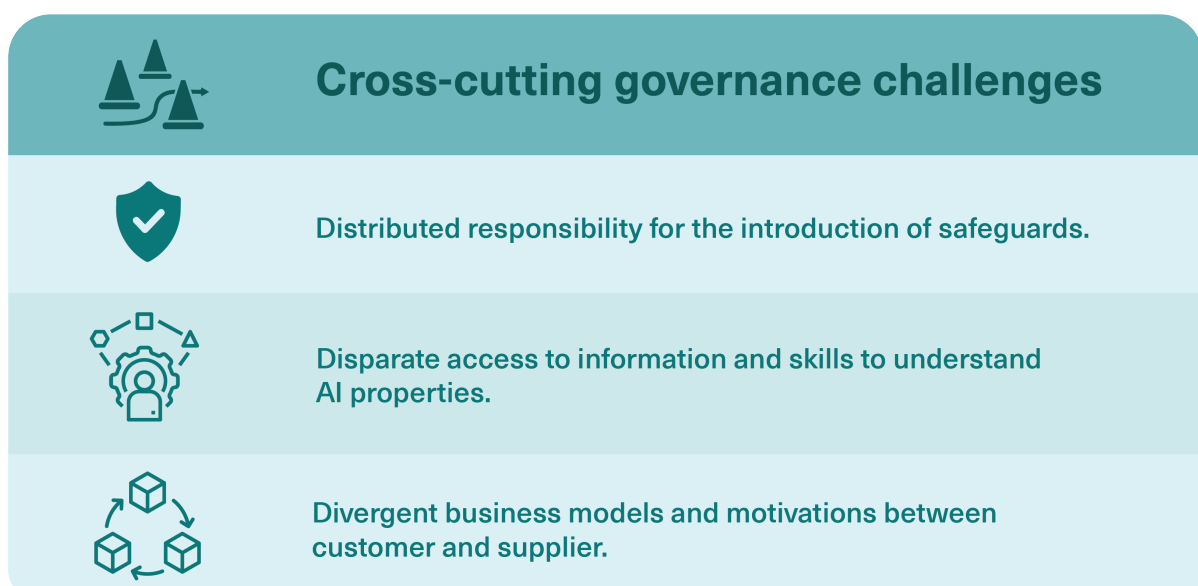 Cross-cutting governance challenges
Distributed responsibility for the introduction of safeguards.
Disparate access to information and skills to understand
AI properties.
Divergent business models and motivations between
customer and supplier.